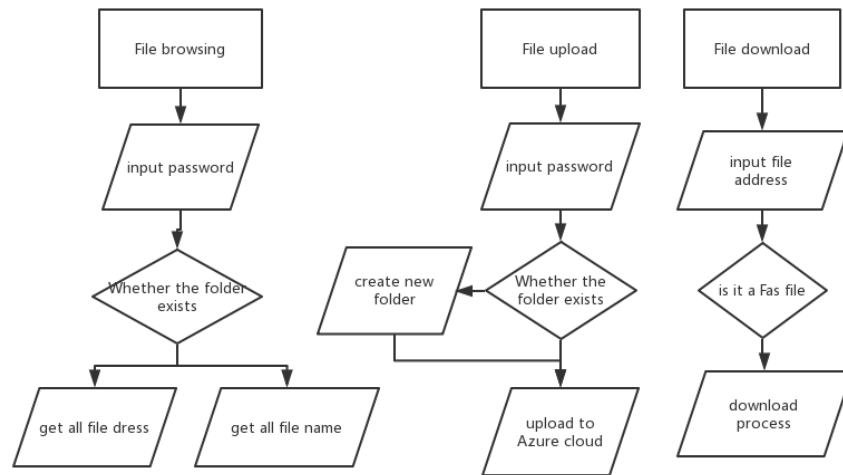 File browsing
File upload
File download
input password
input password
input file
address
Whether the folder
exists
create new
folder
Whether the
folder exists
is it a Fas file
get all file dress
get all file name
upload to
Azure cloud
download
process